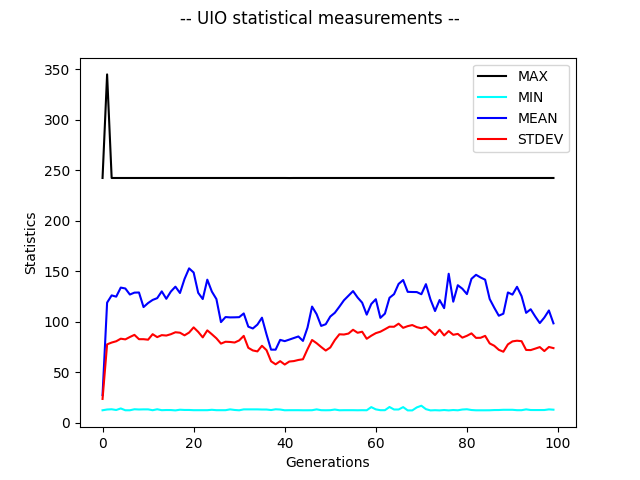 -- UIO statistical measurements --
350
300
250
200
150
100
50
0
Statistics
MAX
MIN
MEAN
STDEV
0 20 40 60 80 100
Generations